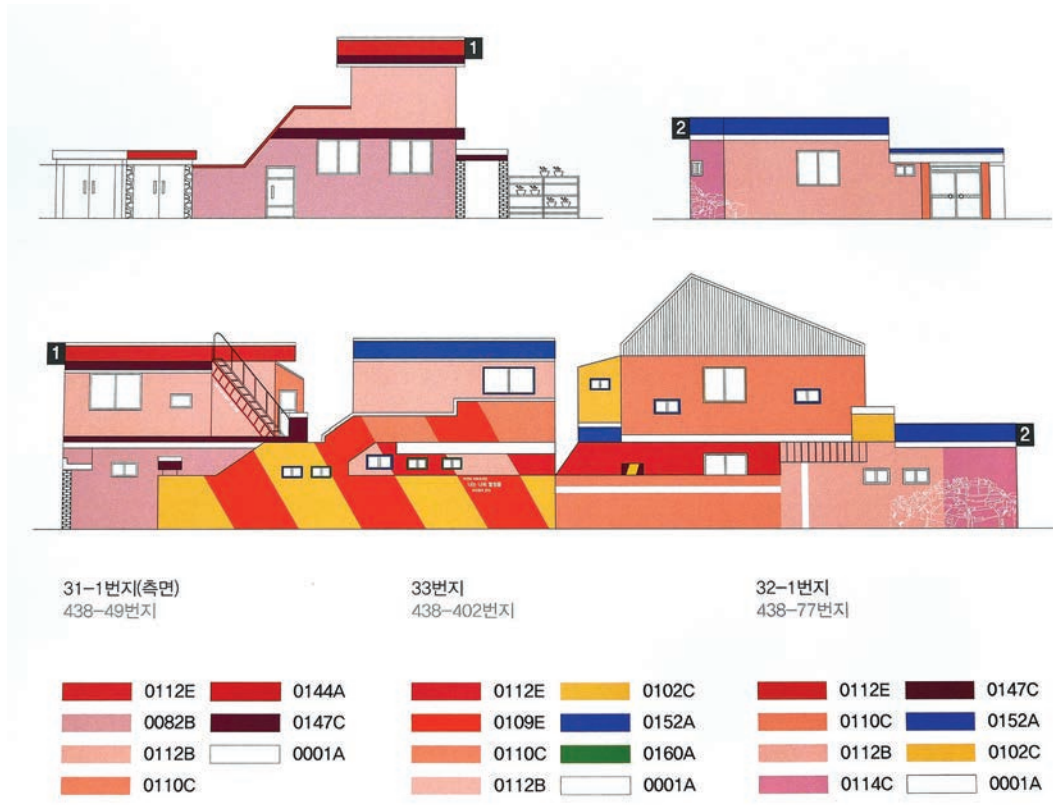 1
2
1
2
31-1번지(측면)
438-49번지
33번지
438-402번지
32-1번지
438-77번지
0112E 0144A
0082B 0147C
0112B 0001A
0110C
0112E 0102C
0109E 0152A
0110C 0160A
0112B 0001A
0112E 0147C
0110C 0152A
0112B 0102C
0114C 0001A